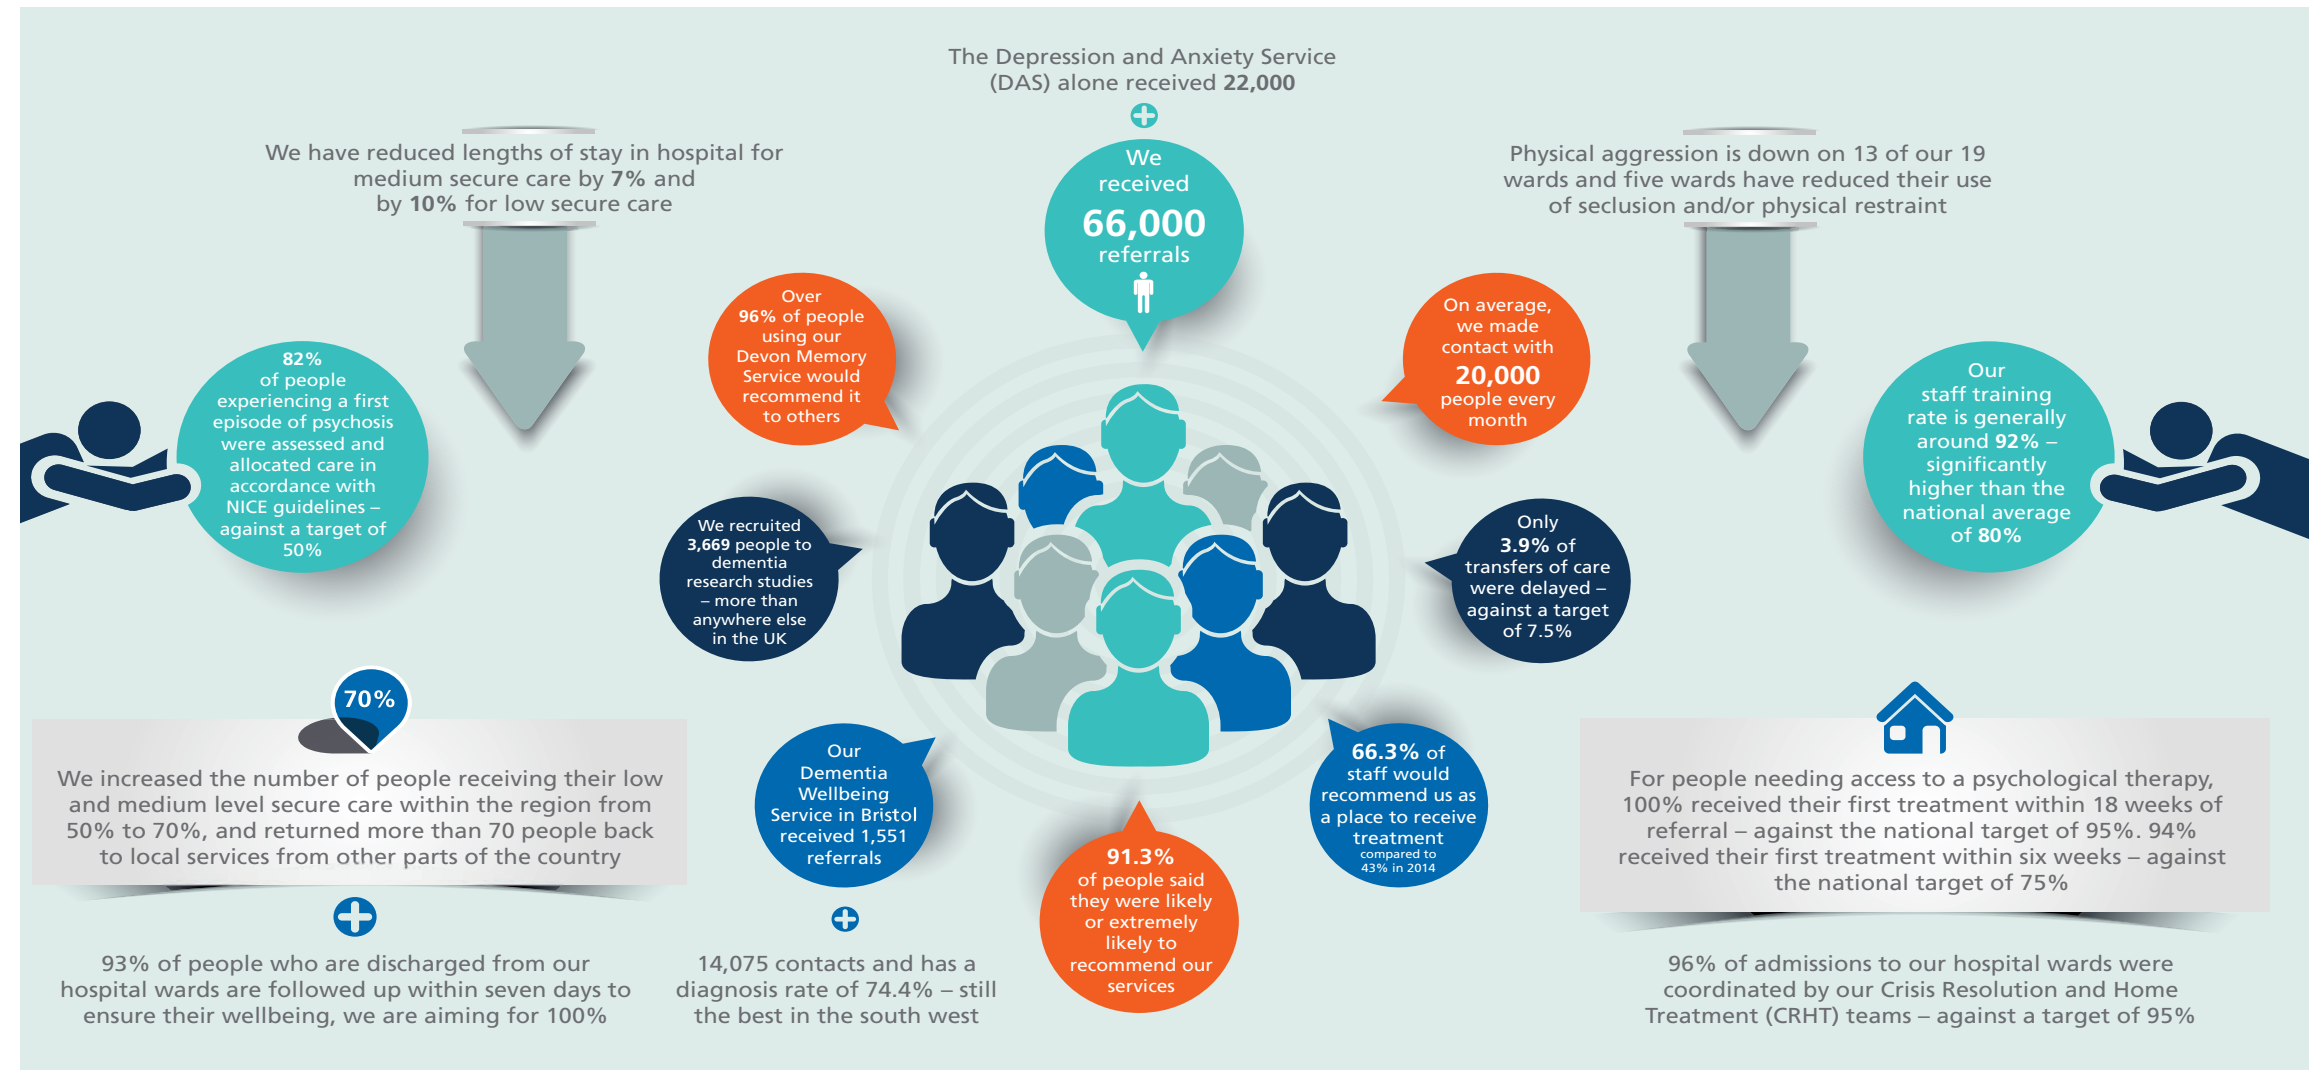 The Depression and Anxiety Service
(DAS) alone received 22,000
We
received
66,000
referrals
We have reduced lengths of stay in hospital for
medium secure care by 7% and
by 10% for low secure care
Physical aggression is down on 13 of our 19
wards and five wards have reduced their use
of seclusion and/or physical restraint
82%
of people
experiencing a first
episode of psychosis
were assessed and
allocated care in
accordance with
NICE guidelines –
against a target of
50%
Over
96% of people
using our
Devon Memory
Service would
recommend it
to others
On average,
we made
contact with
20,000
people every
month
Our
staff training
rate is generally
around 92% –
significantly
higher than the
national average
of 80%
We recruited
3,669 people to
dementia
research studies
– more than
anywhere else
in the UK
Only
3.9% of
transfers of care
were delayed –
against a target
of 7.5%
70%
We increased the number of people receiving their low
and medium level secure care within the region from
50% to 70%, and returned more than 70 people back
to local services from other parts of the country
93% of people who are discharged from our
hospital wards are followed up within seven days to
ensure their wellbeing, we are aiming for 100%
Our
Dementia
Wellbeing
Service in Bristol
received 1,551
referrals
14,075 contacts and has a
diagnosis rate of 74.4% – still
the best in the south west
91.3%
of people said
they were likely
or extremely
likely to
recommend our
services
66.3% of
staff would
recommend us as
a place to receive
treatment
compared to
43% in 2014
For people needing access to a psychological therapy,
100% received their first treatment within 18 weeks of
referral – against the national target of 95%. 94%
received their first treatment within six weeks – against
the national target of 75%
96% of admissions to our hospital wards were
coordinated by our Crisis Resolution and Home
Treatment (CRHT) teams – against a target of 95%